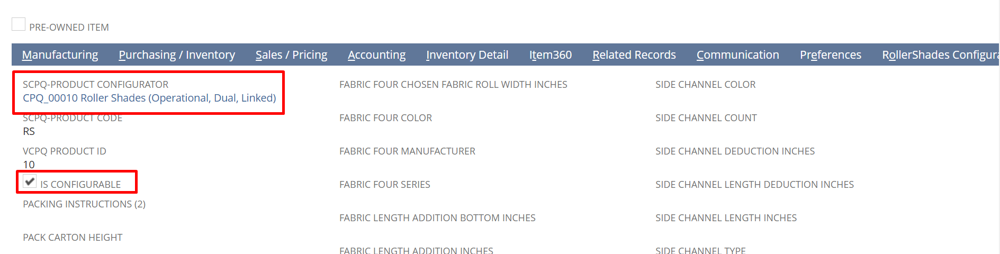 PRE-OWNED ITEM
Manufacturing Purchasing / Inventory Sales / Pricing Accounting Inventory Detail Item360 Related Records Communication Preferences RollerShades Configura
SCPQ-PRODUCT CONFIGURATOR
CPQ_00010 Roller Shades (Operational, Dual, Linked)
SCPQ-PRODUCT CODE
RS
VCPQ PRODUCT ID
10
IS CONFIGURABLE
PACKING INSTRUCTIONS (2)
PACK CARTON HEIGHT
FABRIC FOUR CHOSEN FABRIC ROLL WIDTH INCHES
FABRIC FOUR COLOR
FABRIC FOUR MANUFACTURER
FABRIC FOUR SERIES
FABRIC LENGTH ADDITION BOTTOM INCHES
FABRIC LENGTH ADDITION INCHES
SIDE CHANNEL COLOR
SIDE CHANNEL COUNT
SIDE CHANNEL DEDUCTION INCHES
SIDE CHANNEL LENGTH DEDUCTION INCHES
SIDE CHANNEL LENGTH INCHES
SIDE CHANNEL TYPE